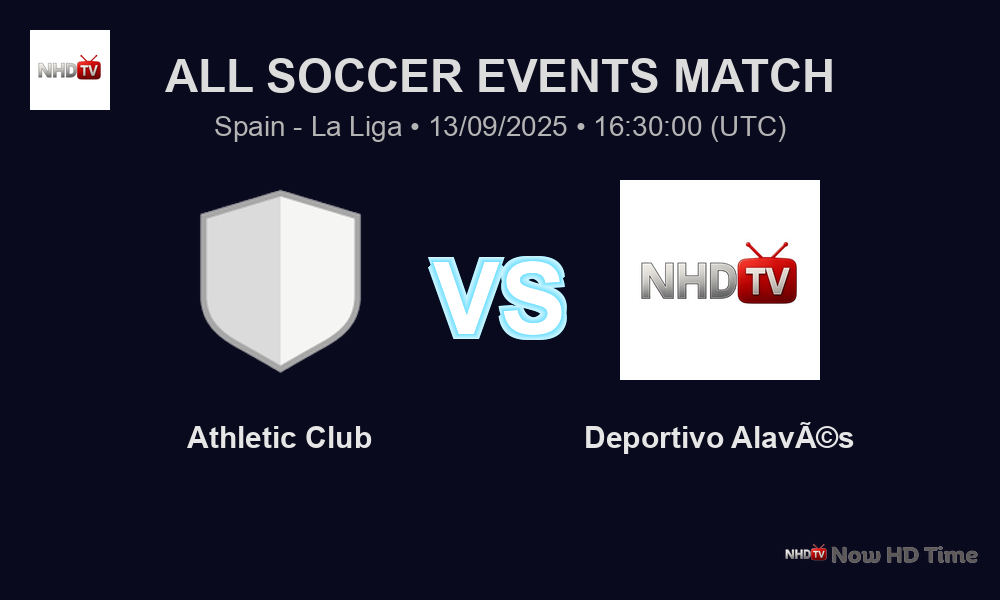 NHDTV
ALL SOCCER EVENTS MATCH
Spain - La Liga • 13/09/2025 • 16:30:00 (UTC)
VS
NHDTV
Athletic Club
Deportivo AlavÃ©s
NHDTV Now HD Time